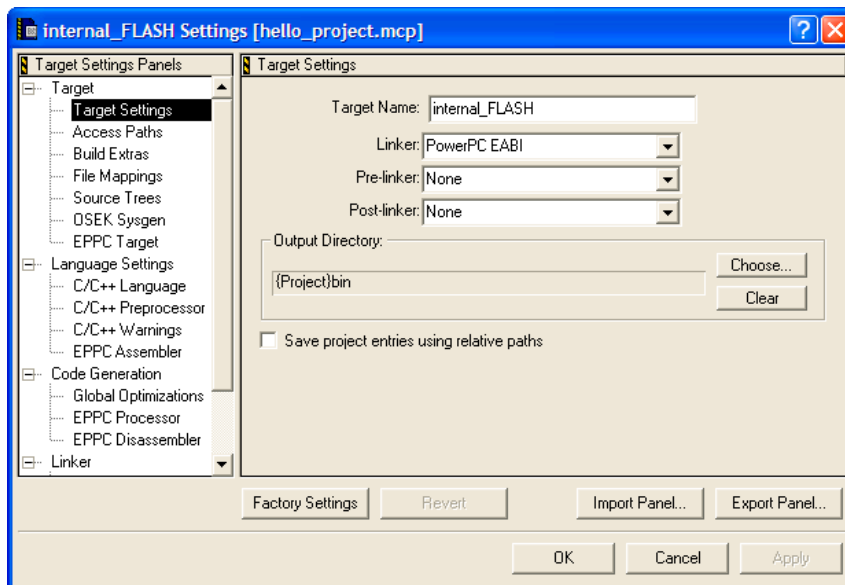 internal_FLASH Settings [hello_project.mcp]
Target Settings Panels
Target
Target Settings
Access Paths
Build Extras
File Mappings
Source Trees
OSEK Sysgen
EPPC Target
Language Settings
C/C++ Language
C/C++ Preprocessor
C/C++ Warnings
EPPC Assembler
Code Generation
Global Optimizations
EPPC Processor
EPPC Disassembler
Linker
Target Settings
Target Name: internal_FLASH
Linker: PowerPC EABI
Pre-linker: None
Post-linker: None
Output Directory:
{Project}bin
Choose...
Clear
Save project entries using relative paths
Factory Settings Revert Import Panel... Export Panel...
OK Cancel Apply